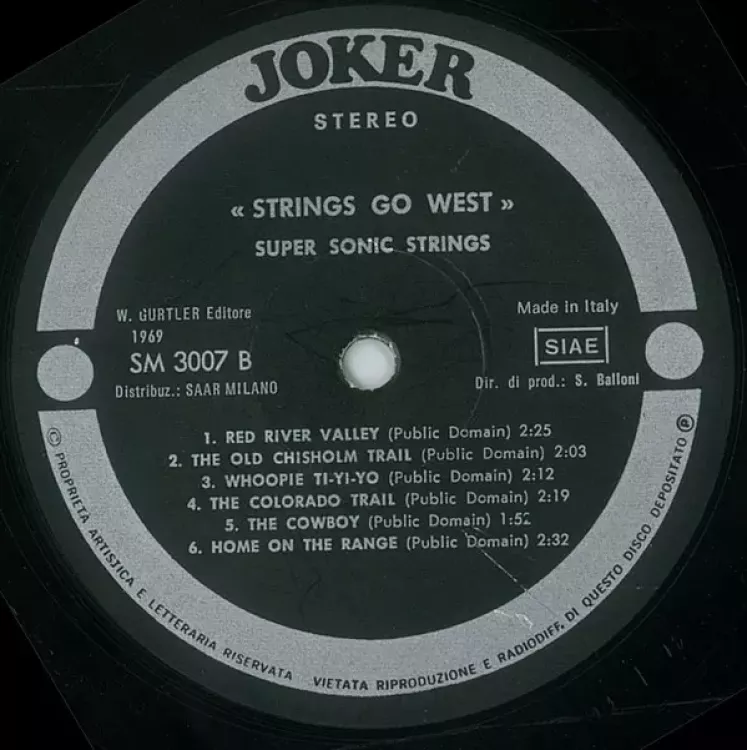 JOKER
STEREO
« STRINGS GO WEST »
SUPER SONIC STRINGS
W. GURTLER Editore
1969
SM 3007 B
Distribuz.: SAAR MILANO
Made in Italy
SIAE
Dir. di prod.: S. Balloni
1. RED RIVER VALLEY (Public Domain) 2:25
2. THE OLD CHISHOLM TRAIL (Public Domain) 2:03
3. WHOOPIE TI-YI-YO (Public Domain) 2:12
4. THE COLORADO TRAIL (Public Domain) 2:19
5. THE COWBOY (Public Domain) 1:52
6. HOME ON THE RANGE (Public Domain) 2:32
© PROPRIETA ARTISTICA E LETTERARIA RISERVATA VIETATA RIPRODUZIONE E RADIODIFF. DI QUESTO DISCO DEPOSITATO ℗